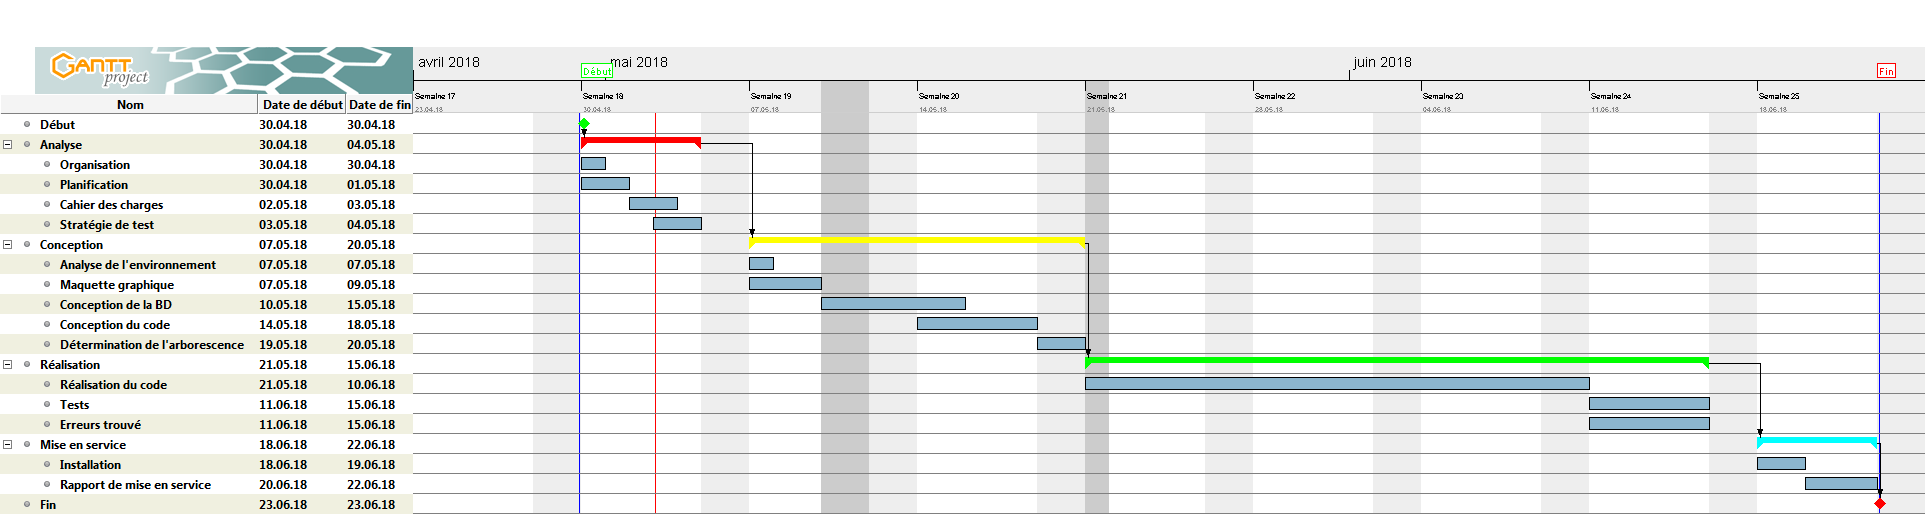 GANTT
project
avril 2018 mai 2018 juin 2018
Début Fin
Nom Date de début Date de fin
Semaine 17 Semaine 18 Semaine 19 Semaine 20 Semaine 21 Semaine 22 Semaine 23 Semaine 24 Semaine 25
23.04.18 30.04.18 07.05.18 14.05.18 21.05.18 28.05.18 04.06.18 11.06.18 18.06.18
Début 30.04.18 30.04.18
Analyse 30.04.18 04.05.18
Organisation 30.04.18 30.04.18
Planification 30.04.18 01.05.18
Cahier des charges 02.05.18 03.05.18
Stratégie de test 03.05.18 04.05.18
Conception 07.05.18 20.05.18
Analyse de l'environnement 07.05.18 07.05.18
Maquette graphique 07.05.18 09.05.18
Conception de la BD 10.05.18 15.05.18
Conception du code 14.05.18 18.05.18
Détermination de l'arborescence 19.05.18 20.05.18
Réalisation 21.05.18 15.06.18
Réalisation du code 21.05.18 10.06.18
Tests 11.06.18 15.06.18
Erreurs trouvé 11.06.18 15.06.18
Mise en service 18.06.18 22.06.18
Installation 18.06.18 19.06.18
Rapport de mise en service 20.06.18 22.06.18
Fin 23.06.18 23.06.18